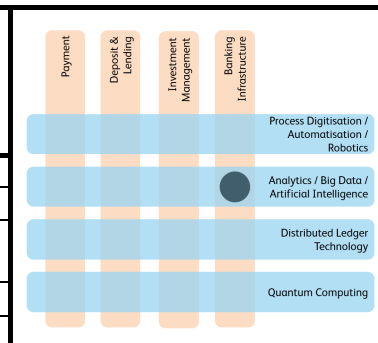 Payment
Deposit &
Lending
Investment
Management
Banking
Infrastructure
Process Digitisation /
Automatisation /
Robotics
Analytics / Big Data /
Artificial Intelligence
Distributed Ledger
Technology
Quantum Computing